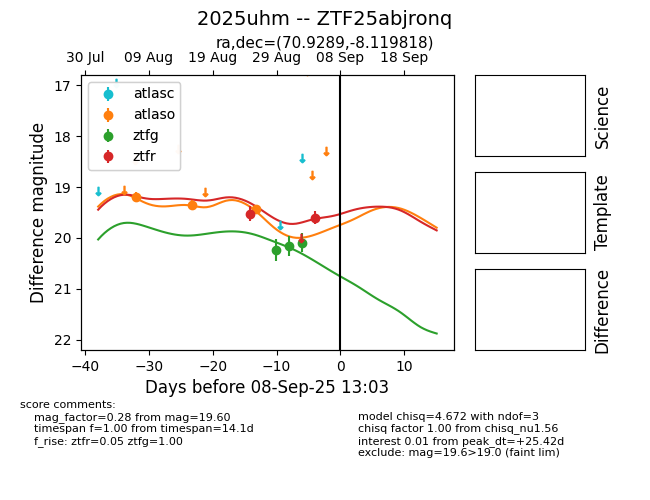 2025uhm -- ZTF25abjronq
ra,dec=(70.9289,-8.119818)
30 Jul 09 Aug 19 Aug 29 Aug 08 Sep 18 Sep
17
18
19
20
21
22
Difference magnitude
atlasc
atlaso
ztfg
ztfr
−40 −30 −20 −10 0 10
Days before 08-Sep-25 13:03
Science
Template
Difference
score comments:
mag_factor=0.28 from mag=19.60
timespan f=1.00 from timespan=14.1d
f_rise: ztfr=0.05 ztfg=1.00
model chisq=4.672 with ndof=3
chisq factor 1.00 from chisq_nu1.56
interest 0.01 from peak_dt=+25.42d
exclude: mag=19.6>19.0 (faint lim)